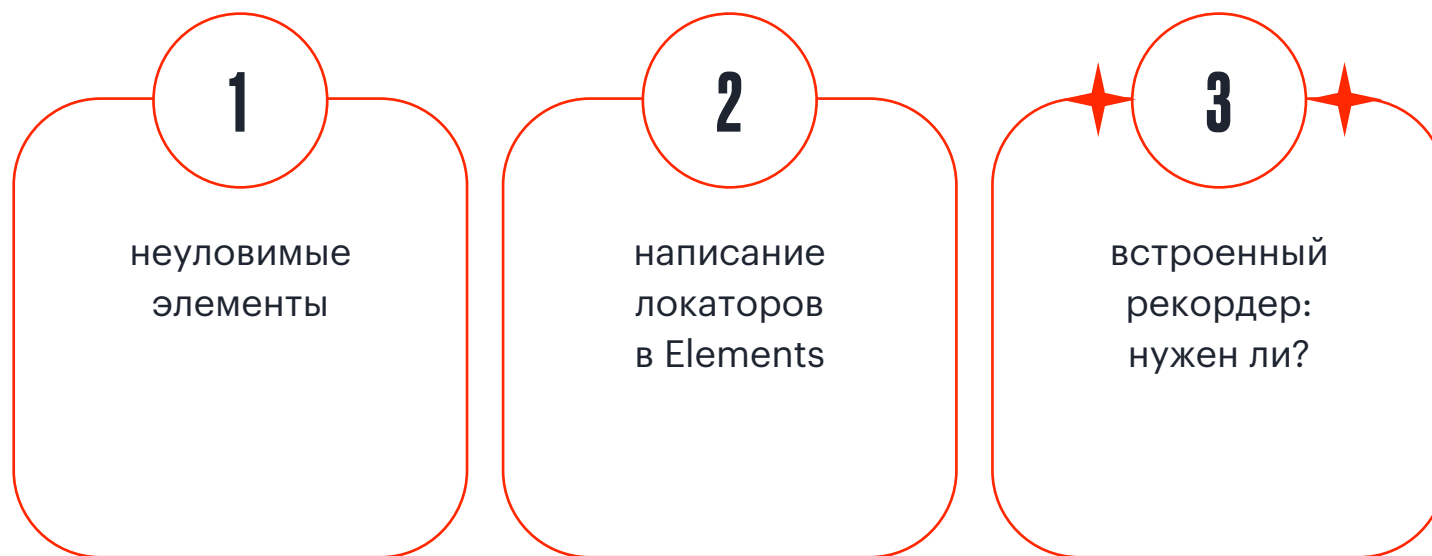 1
неуловимые
элементы
2
написание
локаторов
в Elements
3
встроенный
рекордер:
нужен ли?